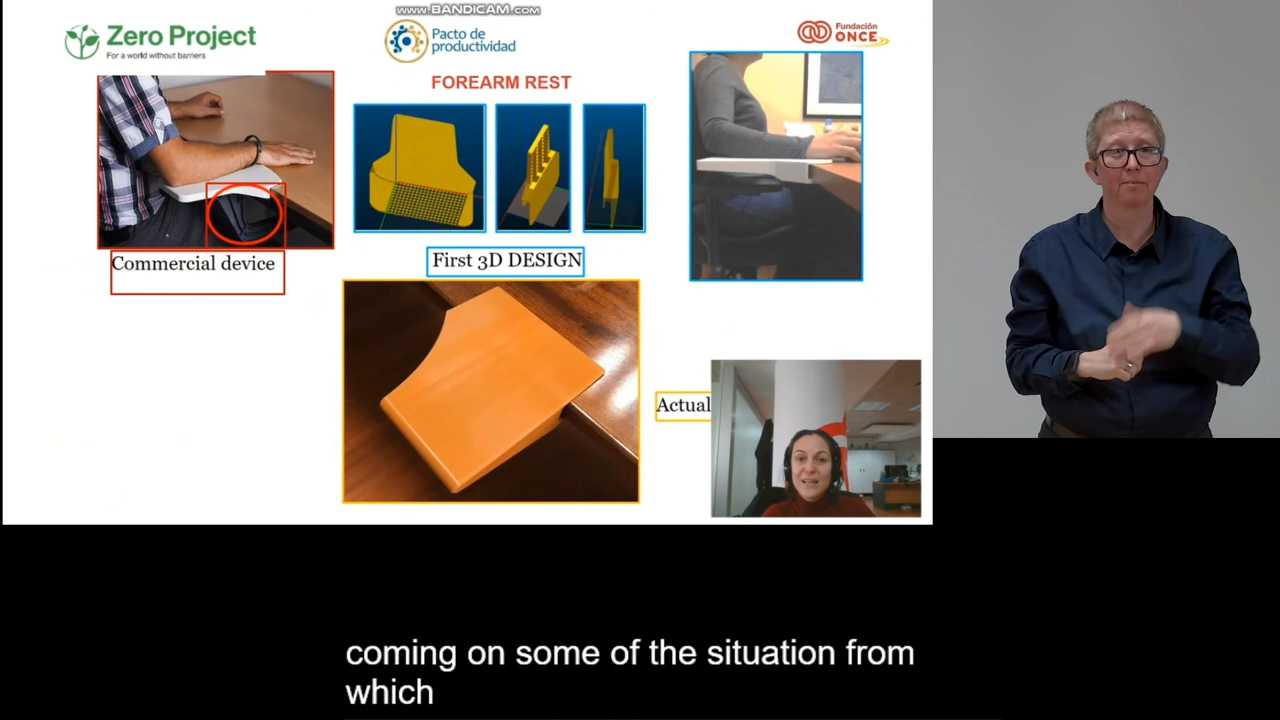 www.BANDICAM.com
Zero Project
For a world without barriers
Pacto de
productividad
Fundación
ONCE
FOREARM REST
Commercial device
First 3D DESIGN
Actual
coming on some of the situation from
which